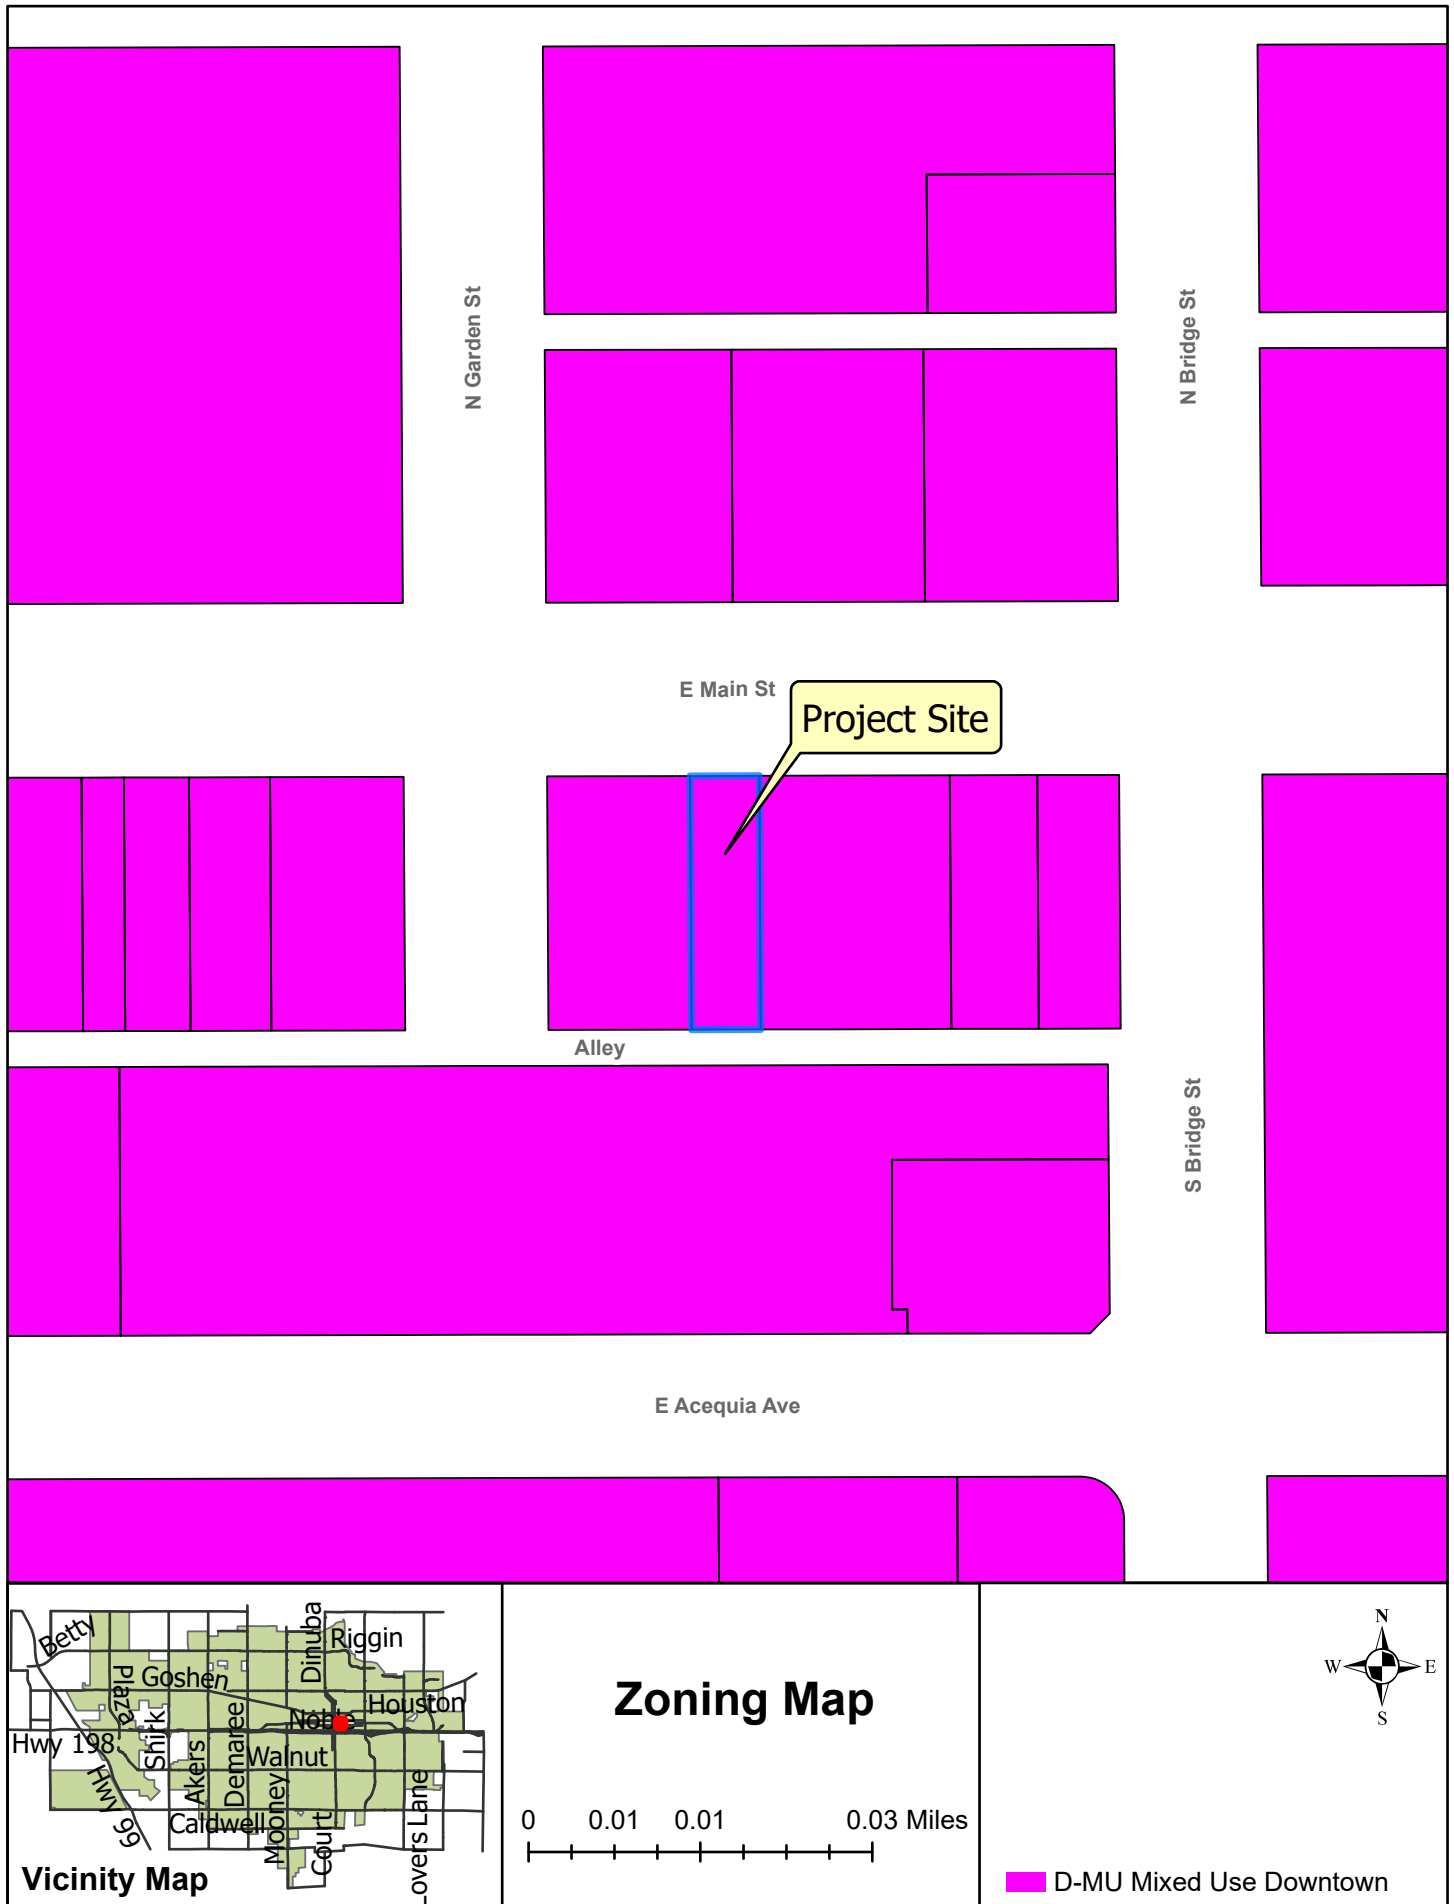 N Garden St
N Bridge St
E Main St
Project Site
Alley
S Bridge St
E Acequia Ave
Betty
Dinuba
Riggin
Plaza
Goshen
Houston
Noble
Hwy 198
Shirk
Akers
Demaree
Walnut
Mooney
Hwy 99
Caldwell
Court
Lovers Lane
Vicinity Map
Zoning Map
0 0.01 0.01 0.03 Miles
N
W E
S
D-MU Mixed Use Downtown